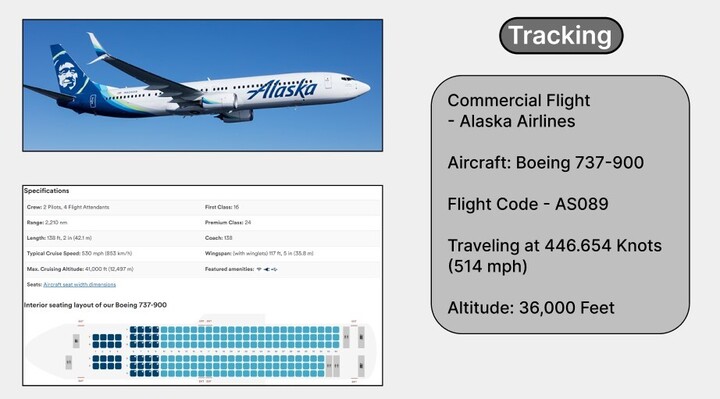 Alaska
Tracking
Commercial Flight
- Alaska Airlines
Aircraft: Boeing 737-900
Flight Code - AS089
Traveling at 446.654 Knots
(514 mph)
Altitude: 36,000 Feet
Specifications
Crew: 2 Pilots, 4 Flight Attendants
First Class: 16
Range: 2,210 nm
Premium Class: 24
Length: 138 ft, 2 in (42.1 m)
Coach: 138
Typical Cruise Speed: 530 mph (853 km/h)
Wingspan: (with winglets) 117 ft, 5 in (35.8 m)
Max. Cruising Altitude: 41,000 ft (12,497 m)
Featured amenities:
Seats: Aircraft seat width dimensions
Interior seating layout of our Boeing 737-900